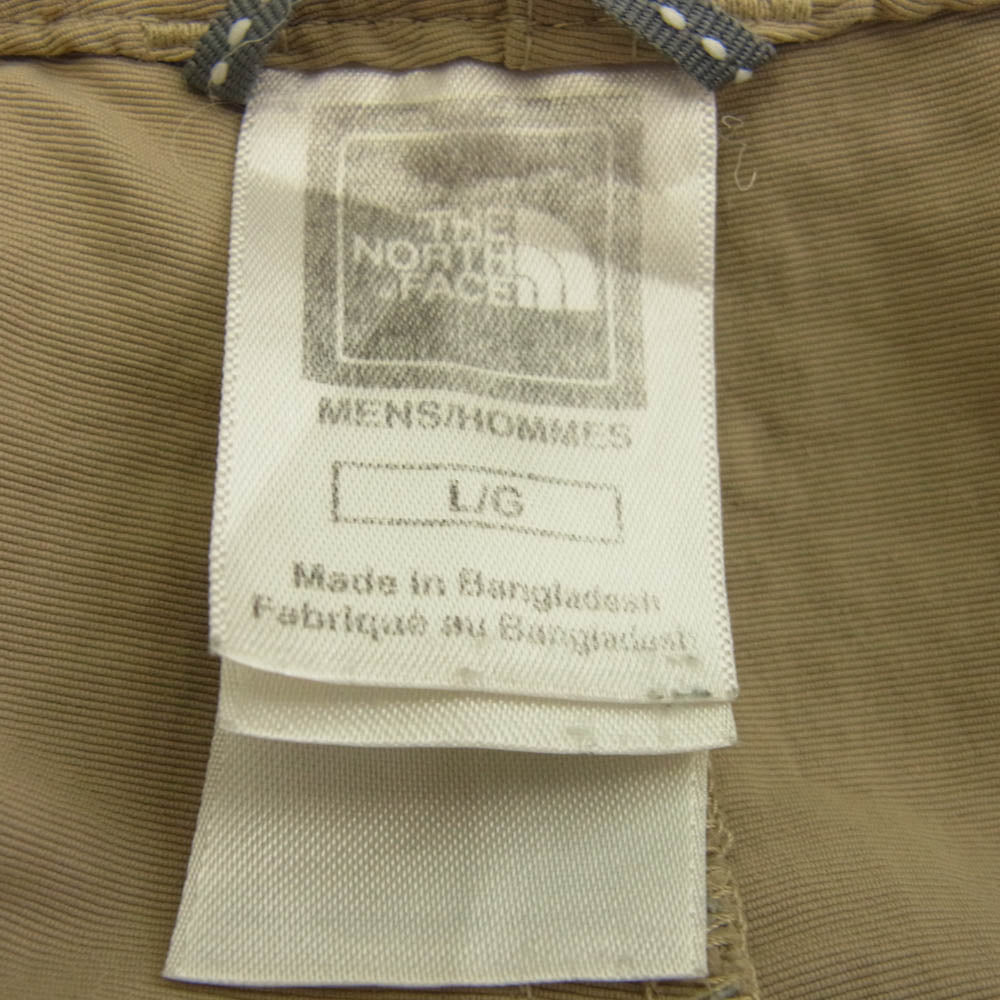 THE
NORTH
FACE
MENS/HOMMES
L/G
Made in Bangladesh
Fabriqué au Bangladesh